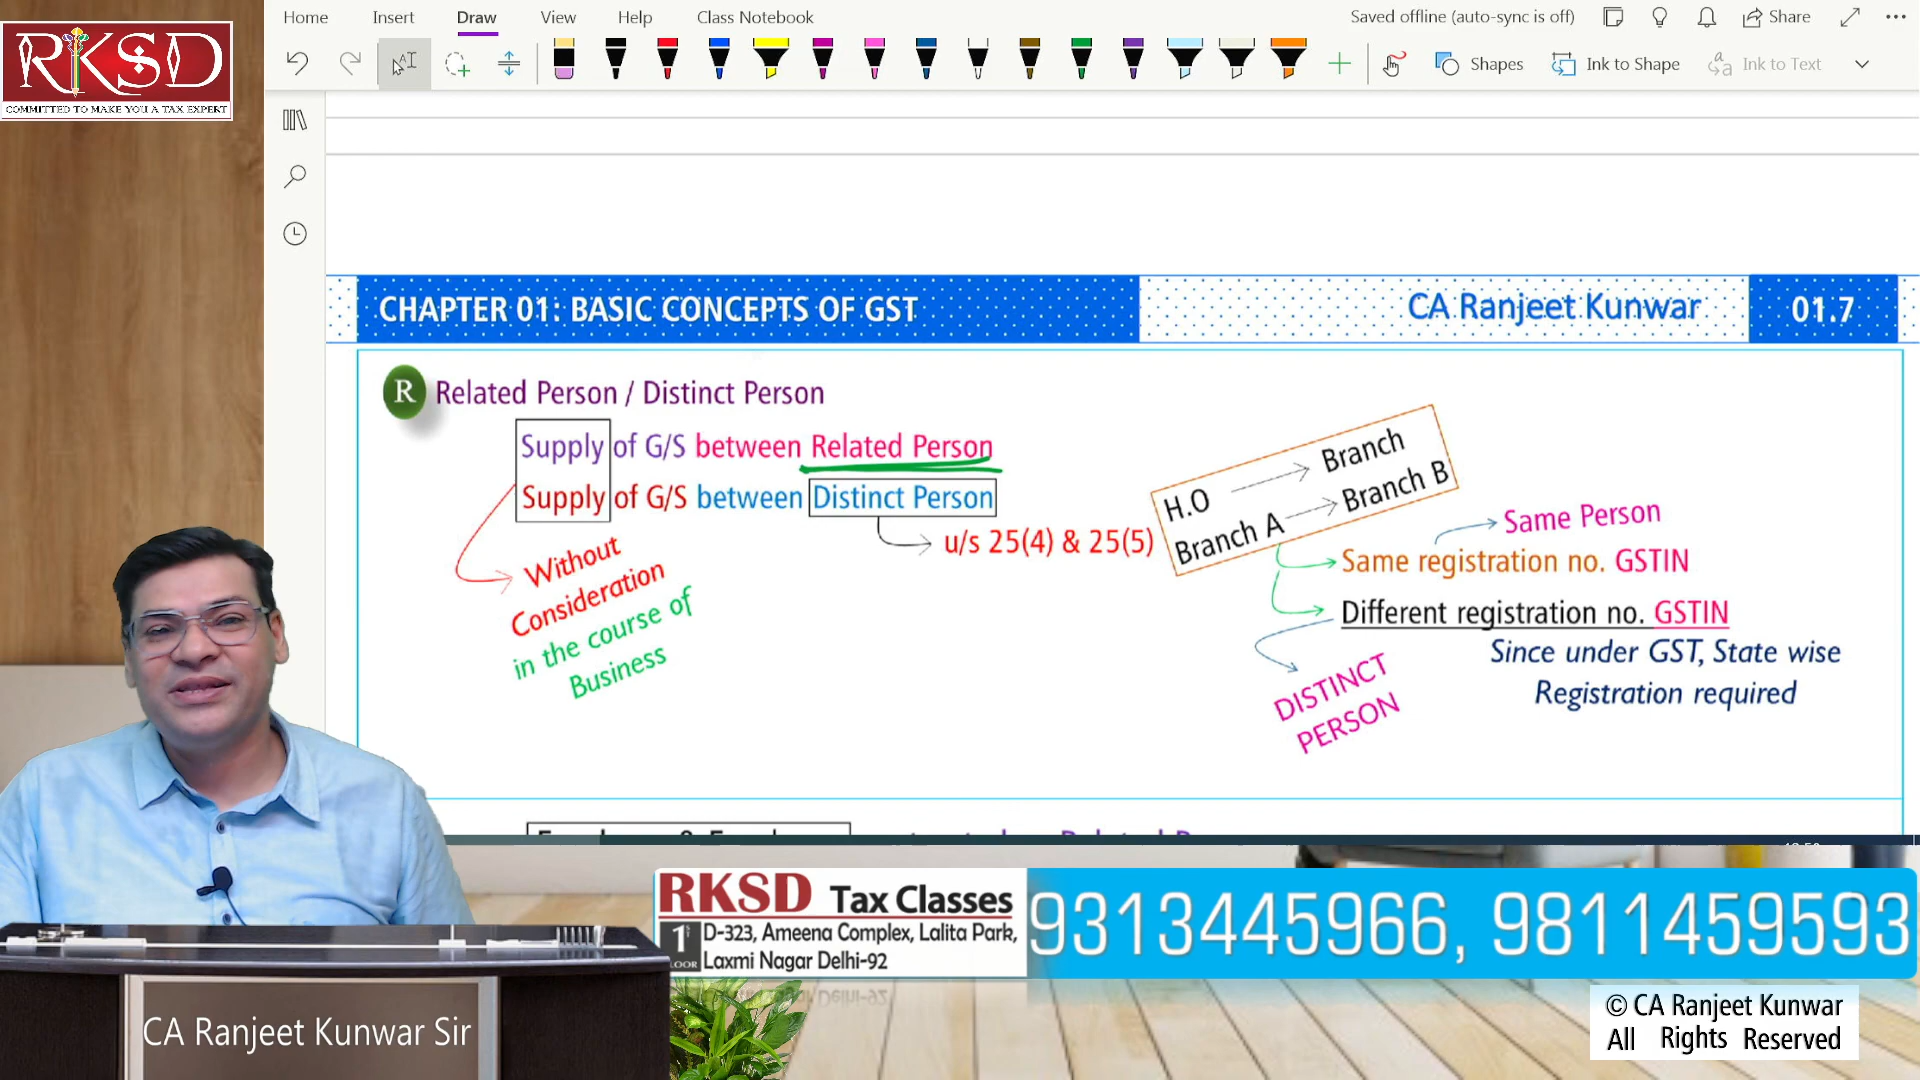 RKSD
COMMITTED TO MAKE YOU A TAX EXPERT
Home Insert Draw View Help Class Notebook
Saved offline (auto-sync is off) Share
Shapes Ink to Shape Ink to Text
CHAPTER 01: BASIC CONCEPTS OF GST
CA Ranjeet Kunwar 01.7
R Related Person / Distinct Person
Supply of G/S between Related Person
Supply of G/S between Distinct Person
u/s 25(4) & 25(5)
Without
Consideration
in the course of
Business
H.O Branch
Branch A Branch B
Same Person
Same registration no. GSTIN
Different registration no. GSTIN
Since under GST, State wise
Registration required
DISTINCT
PERSON
RKSD Tax Classes
1ST D-323, Ameena Complex, Lalita Park,
Laxmi Nagar Delhi-92
9313445966, 9811459593
CA Ranjeet Kunwar Sir
© CA Ranjeet Kunwar
All Rights Reserved